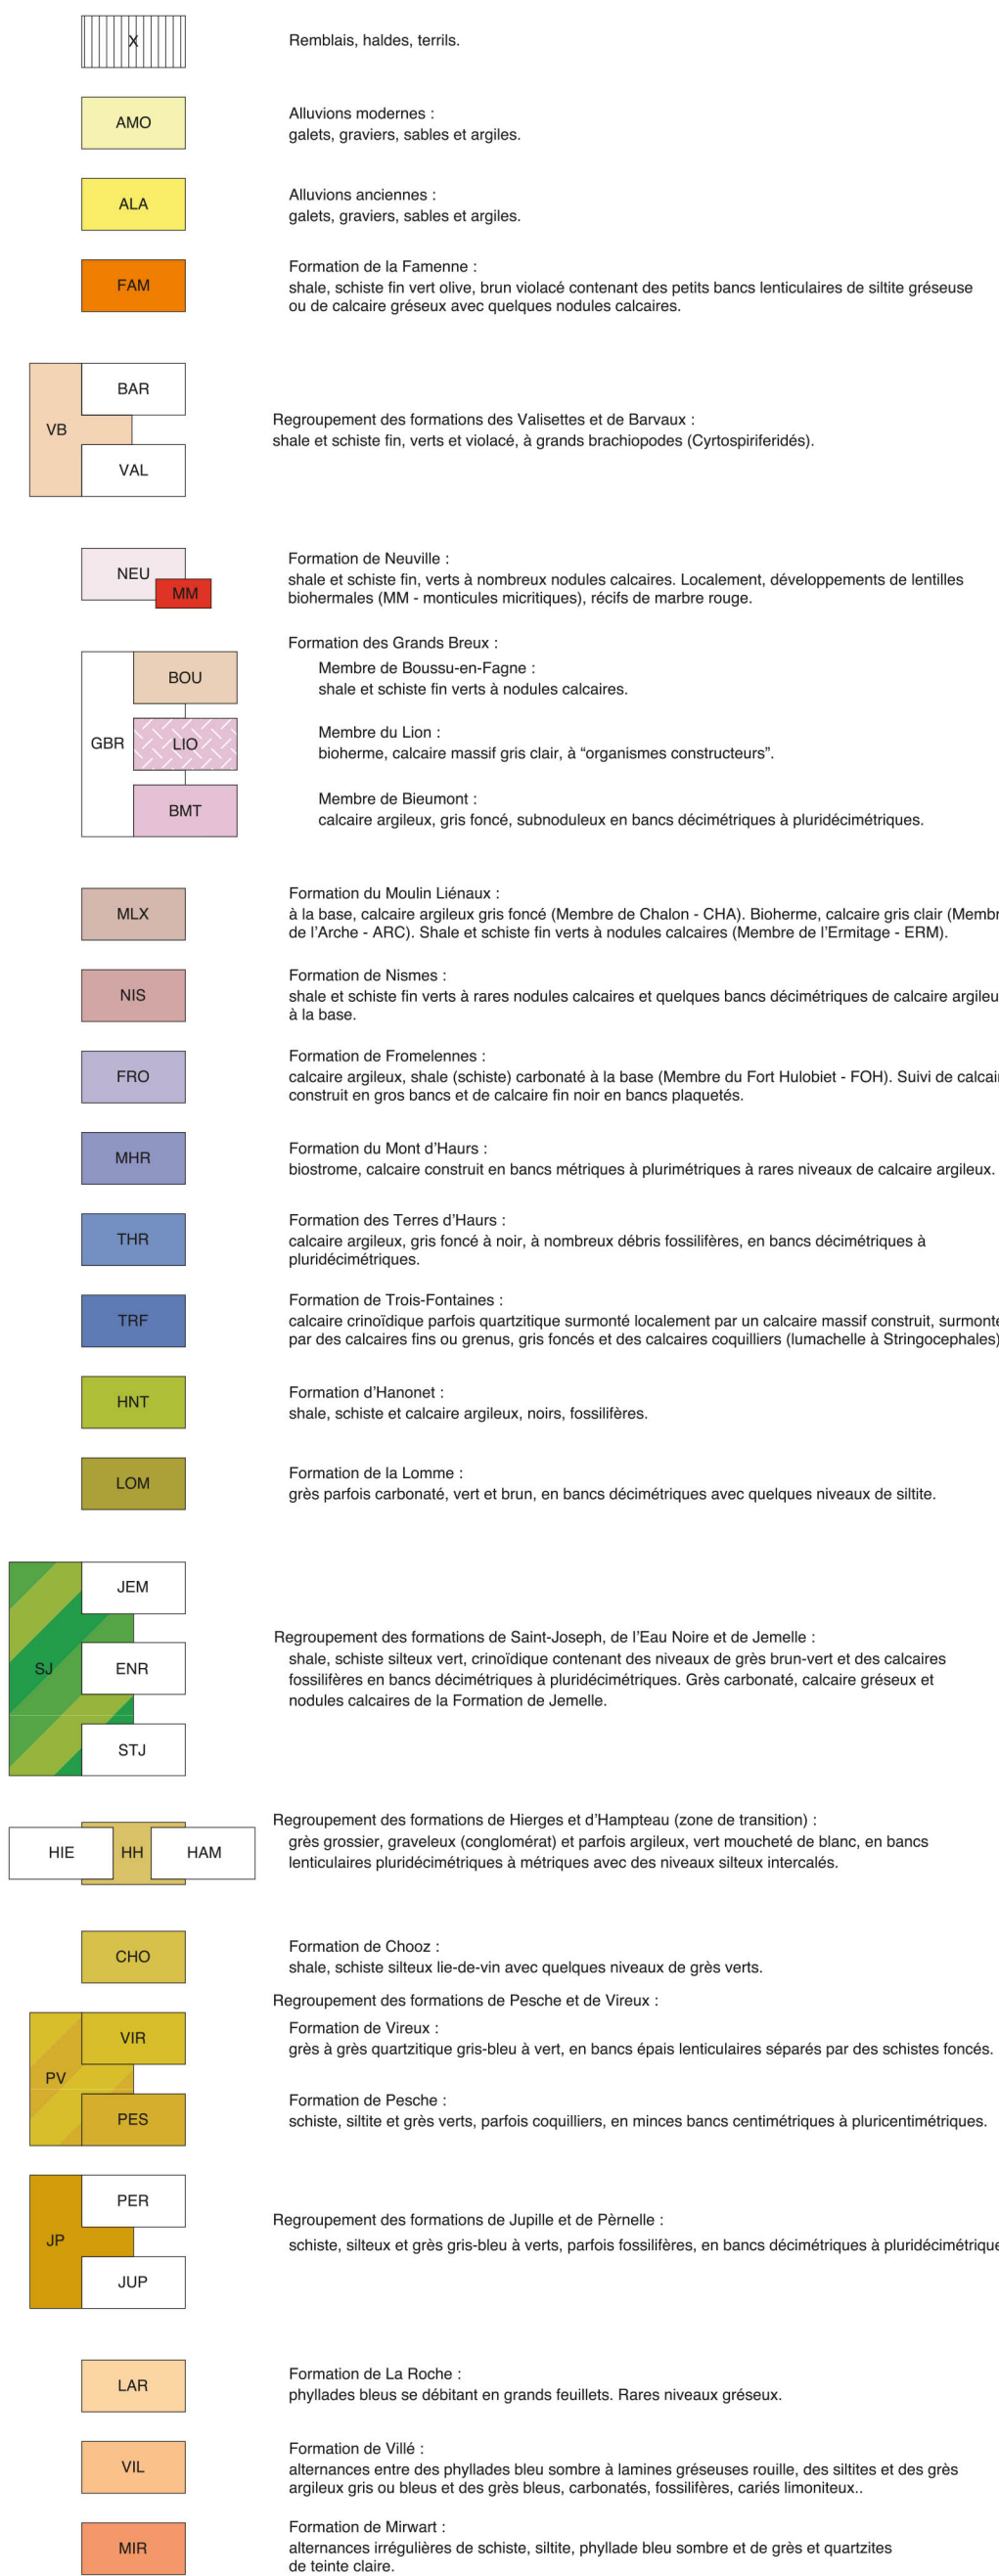 X
Remblais, haldes, terrils.
AMO
Alluvions modernes :
galets, graviers, sables et argiles.
ALA
Alluvions anciennes :
galets, graviers, sables et argiles.
FAM
Formation de la Famenne :
shale, schiste fin vert olive, brun violacé contenant des petits bancs lenticulaires de siltite gréseuse
ou de calcaire gréseux avec quelques nodules calcaires.
BAR
VB
VAL
Regroupement des formations des Valisettes et de Barvaux :
shale et schiste fin, verts et violacé, à grands brachiopodes (Cyrtospiriferidés).
NEU
MM
Formation de Neuville :
shale et schiste fin, verts à nombreux nodules calcaires. Localement, développements de lentilles
biohermales (MM - monticules micritiques), récifs de marbre rouge.
Formation des Grands Breux :
GBR
BOU
Membre de Boussu-en-Fagne :
shale et schiste fin verts à nodules calcaires.
LIO
Membre du Lion :
bioherme, calcaire massif gris clair, à “organismes constructeurs”.
BMT
Membre de Bieumont :
calcaire argileux, gris foncé, subnoduleux en bancs décimétriques à pluridécimétriques.
MLX
Formation du Moulin Liénaux :
à la base, calcaire argileux gris foncé (Membre de Chalon - CHA). Bioherme, calcaire gris clair (Membr
de l’Arche - ARC). Shale et schiste fin verts à nodules calcaires (Membre de l’Ermitage - ERM).
NIS
Formation de Nismes :
shale et schiste fin verts à rares nodules calcaires et quelques bancs décimétriques de calcaire argileu
à la base.
FRO
Formation de Fromelennes :
calcaire argileux, shale (schiste) carbonaté à la base (Membre du Fort Hulobiet - FOH). Suivi de calcai
construit en gros bancs et de calcaire fin noir en bancs plaquetés.
MHR
Formation du Mont d’Haurs :
biostrome, calcaire construit en bancs métriques à plurimétriques à rares niveaux de calcaire argileux.
THR
Formation des Terres d’Haurs :
calcaire argileux, gris foncé à noir, à nombreux débris fossilifères, en bancs décimétriques à
pluridécimétriques.
TRF
Formation de Trois-Fontaines :
calcaire crinoïdique parfois quartzitique surmonté localement par un calcaire massif construit, surmonté
par des calcaires fins ou grenus, gris foncés et des calcaires coquilliers (lumachelle à Stringocephales)
HNT
Formation d’Hanonet :
shale, schiste et calcaire argileux, noirs, fossilifères.
LOM
Formation de la Lomme :
grès parfois carbonaté, vert et brun, en bancs décimétriques avec quelques niveaux de siltite.
JEM
SJ
ENR
STJ
Regroupement des formations de Saint-Joseph, de l’Eau Noire et de Jemelle :
shale, schiste silteux vert, crinoïdique contenant des niveaux de grès brun-vert et des calcaires
fossilifères en bancs décimétriques à pluridécimétriques. Grès carbonaté, calcaire gréseux et
nodules calcaires de la Formation de Jemelle.
HIE
HH
HAM
Regroupement des formations de Hierges et d’Hampteau (zone de transition) :
grès grossier, graveleux (conglomérat) et parfois argileux, vert moucheté de blanc, en bancs
lenticulaires pluridécimétriques à métriques avec des niveaux silteux intercalés.
CHO
Formation de Chooz :
shale, schiste silteux lie-de-vin avec quelques niveaux de grès verts.
Regroupement des formations de Pesche et de Vireux :
PV
VIR
Formation de Vireux :
grès à grès quartzitique gris-bleu à vert, en bancs épais lenticulaires séparés par des schistes foncés.
PES
Formation de Pesche :
schiste, siltite et grès verts, parfois coquilliers, en minces bancs centimétriques à pluricentimétriques.
PER
JP
JUP
Regroupement des formations de Jupille et de Pèrnelle :
schiste, silteux et grès gris-bleu à verts, parfois fossilifères, en bancs décimétriques à pluridécimétrique
LAR
Formation de La Roche :
phyllades bleus se débitant en grands feuillets. Rares niveaux gréseux.
VIL
Formation de Villé :
alternances entre des phyllades bleu sombre à lamines gréseuses rouille, des siltites et des grès
argileux gris ou bleus et des grès bleus, carbonatés, fossilifères, cariés limoniteux..
MIR
Formation de Mirwart :
alternances irrégulières de schiste, siltite, phyllade bleu sombre et de grès et quartzites
de teinte claire.